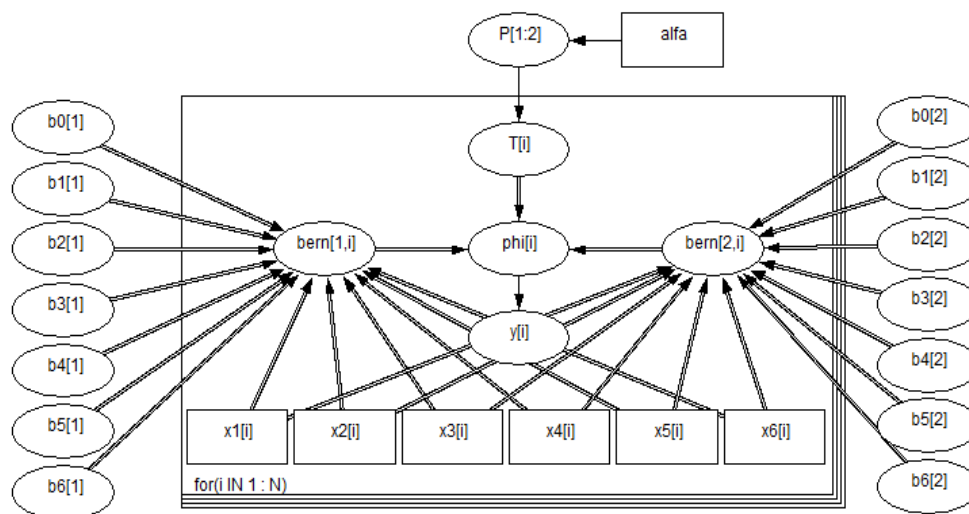 P[1:2]
alfa
b0[1]
T[i]
b0[2]
b1[1]
b1[2]
b2[1]
bern[1,i]
phi[i]
bern[2,i]
b2[2]
b3[1]
b3[2]
y[i]
b4[1]
b4[2]
b5[1]
x1[i]
x2[i]
x3[i]
x4[i]
x5[i]
x6[i]
b5[2]
b6[1]
for(i IN 1 : N)
b6[2]